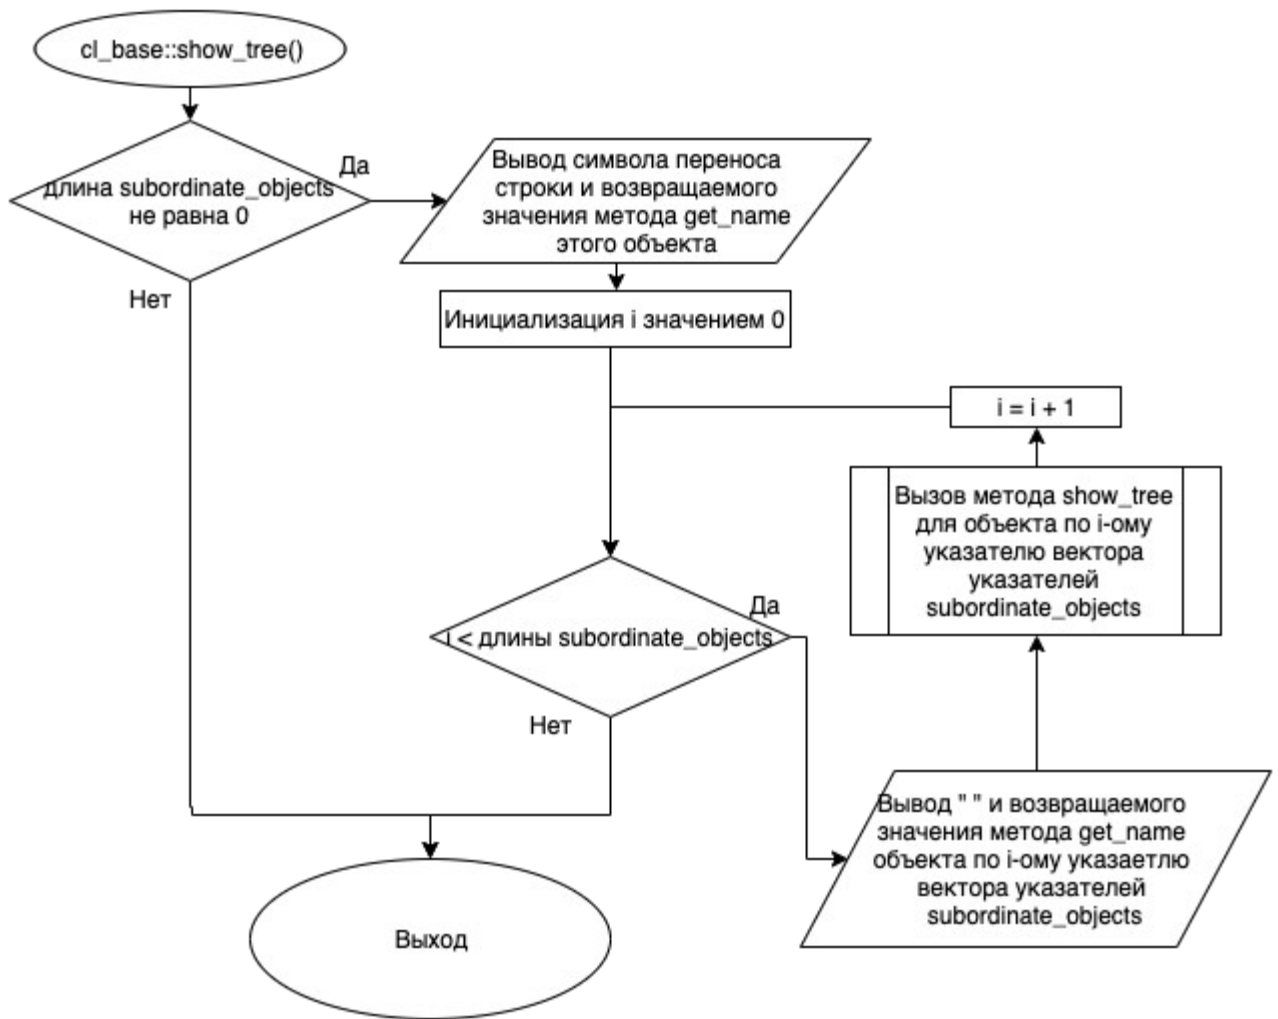 cl_base::show_tree()
длина subordinate_objects
не равна 0
Да
Нет
Вывод символа переноса
строки и возвращаемого
значения метода get_name
этого объекта
Инициализация i значением 0
i = i + 1
Вызов метода show_tree
для объекта по i-ому
указателю вектора
указателей
subordinate_objects
i < длины subordinate_objects
Да
Нет
Вывод " " и возвращаемого
значения метода get_name
объекта по i-ому указаетлю
вектора указателей
subordinate_objects
Выход